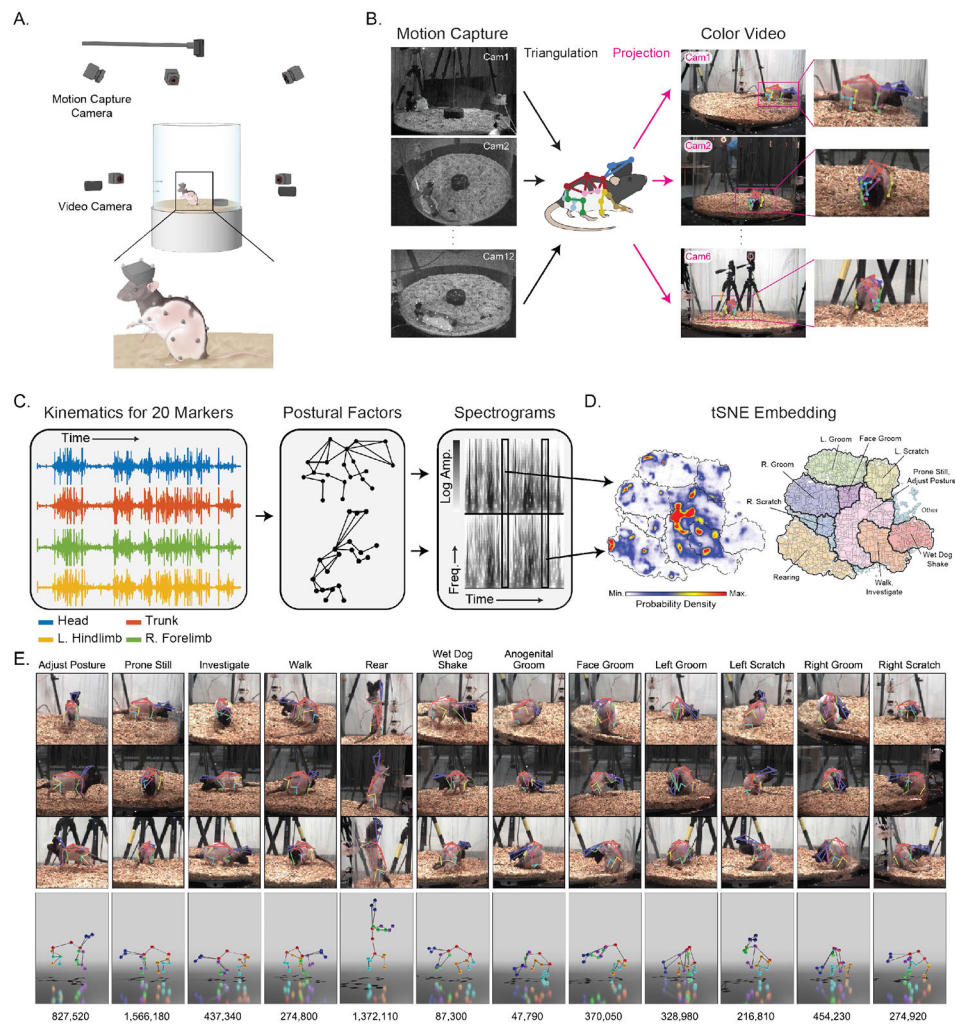 A.
Motion Capture
Camera
Video Camera
B.
Motion Capture
Triangulation
Projection
Color Video
Cam1
Cam2
Cam12
Cam1
Cam2
Cam6
C.
Kinematics for 20 Markers
Time
Head
Trunk
L. Hindlimb
R. Forelimb
Postural Factors
Spectrograms
Log Amp.
Freq.
Time
D.
tSNE Embedding
Min.
Max.
Probability Density
L. Groom
Face Groom
L. Scratch
R. Groom
Prone Still,
Adjust Posture
R. Scratch
Other
Rearing
Wet Dog
Shake
Walk,
Investigate
E.
Adjust Posture
Prone Still
Investigate
Walk
Rear
Wet Dog
Shake
Anogenital
Groom
Face Groom
Left Groom
Left Scratch
Right Groom
Right Scratch
827,520
1,566,180
437,340
274,800
1,372,110
87,300
47,790
370,050
328,980
216,810
454,230
274,920